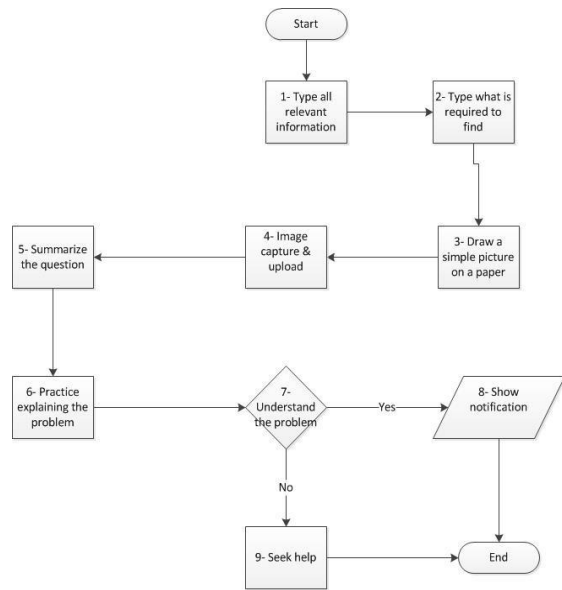 Start
1- Type all
relevant
information
2- Type what is
required to
find
3- Draw a
simple picture
on a paper
4- Image
capture &
upload
5- Summarize
the question
6- Practice
explaining the
problem
7-
Understand
the problem
Yes
8- Show
notification
No
9- Seek help
End